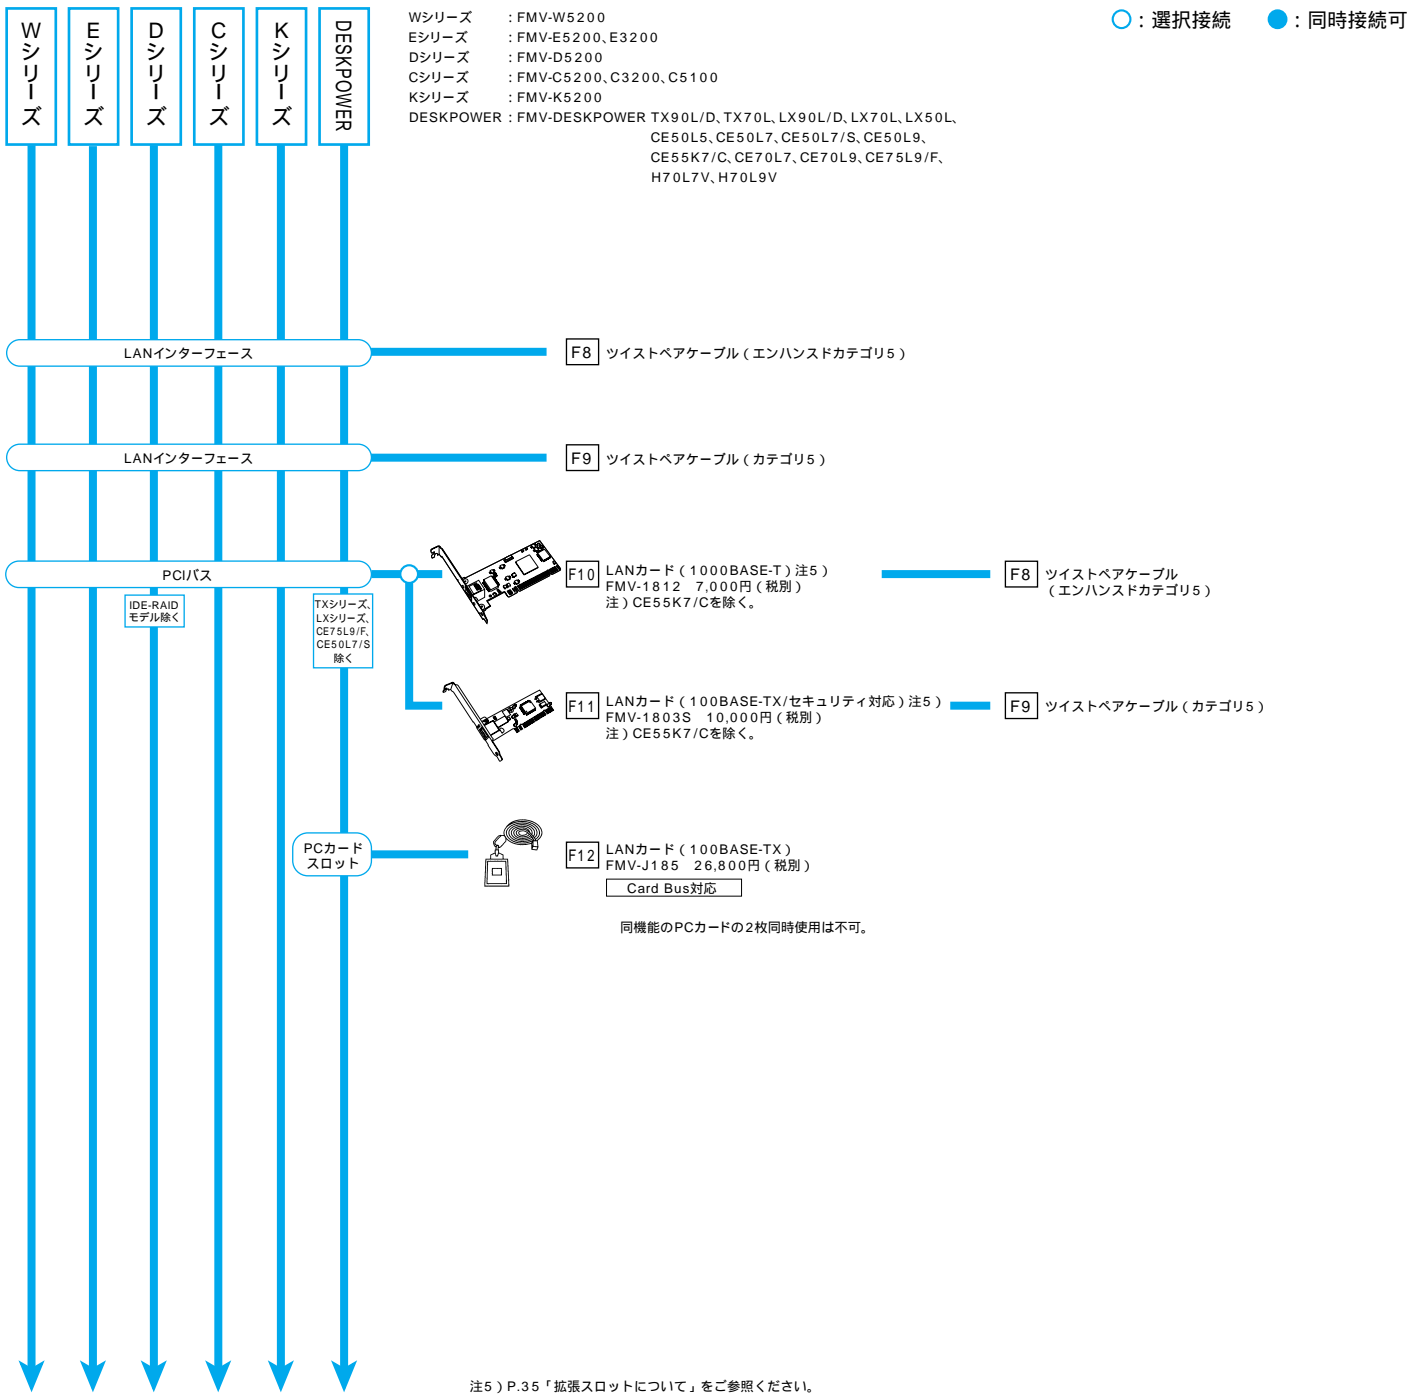 Wシリーズ
Eシリーズ
Dシリーズ
Cシリーズ
Kシリーズ
DESKPOWER
Wシリーズ : FMV-W5200
Eシリーズ : FMV-E5200、E3200
Dシリーズ : FMV-D5200
Cシリーズ : FMV-C5200、C3200、C5100
Kシリーズ : FMV-K5200
DESKPOWER : FMV-DESKPOWER TX90L/D、TX70L、LX90L/D、LX70L、LX50L、
CE50L5、CE50L7、CE50L7/S、CE50L9、
CE55K7/C、CE70L7、CE70L9、CE75L9/F、
H70L7V、H70L9V
○ : 選択接続 ● : 同時接続可
LANインターフェース
F8 ツイストペアケーブル（エンハンスドカテゴリ5）
LANインターフェース
F9 ツイストペアケーブル（カテゴリ5）
PCIバス
IDE-RAID
モデル除く
TXシリーズ、
LXシリーズ、
CE75L9/F、
CE50L7/S
除く
F10 LANカード（1000BASE-T）注5）
FMV-1812 7,000円（税別）
注）CE55K7/Cを除く。
F8 ツイストペアケーブル
（エンハンスドカテゴリ5）
F11 LANカード（100BASE-TX/セキュリティ対応）注5）
FMV-1803S 10,000円（税別）
注）CE55K7/Cを除く。
F9 ツイストペアケーブル（カテゴリ5）
PCカード
スロット
F12 LANカード（100BASE-TX）
FMV-J185 26,800円（税別）
Card Bus対応
同機能のPCカードの2枚同時使用は不可。
注5）P.35「拡張スロットについて」をご参照ください。